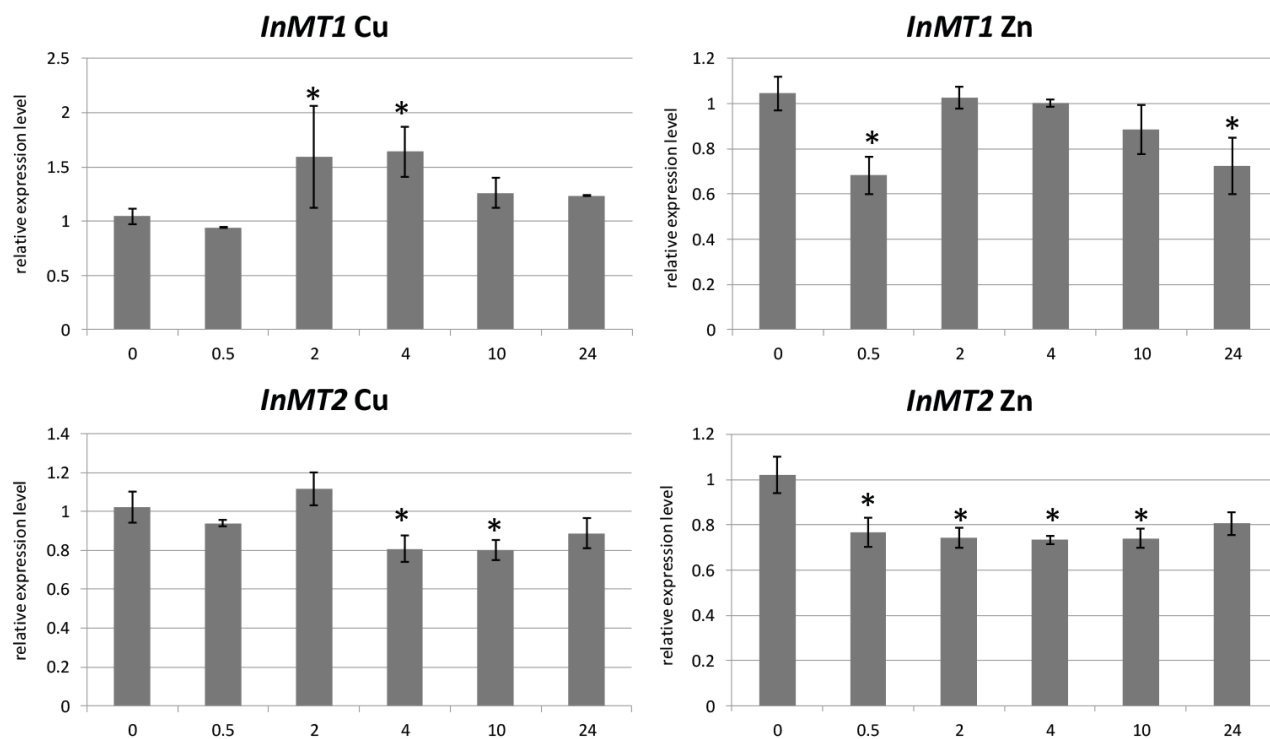 InMT1 Cu
relative expression level
2.5
2
1.5
1
0.5
0
* *
0 0.5 2 4 10 24
InMT1 Zn
relative expression level
1.2
1
0.8
0.6
0.4
0.2
0
* *
0 0.5 2 4 10 24
InMT2 Cu
relative expression level
1.4
1.2
1
0.8
0.6
0.4
0.2
0
* *
0 0.5 2 4 10 24
InMT2 Zn
relative expression level
1.2
1
0.8
0.6
0.4
0.2
0
* * * *
0 0.5 2 4 10 24